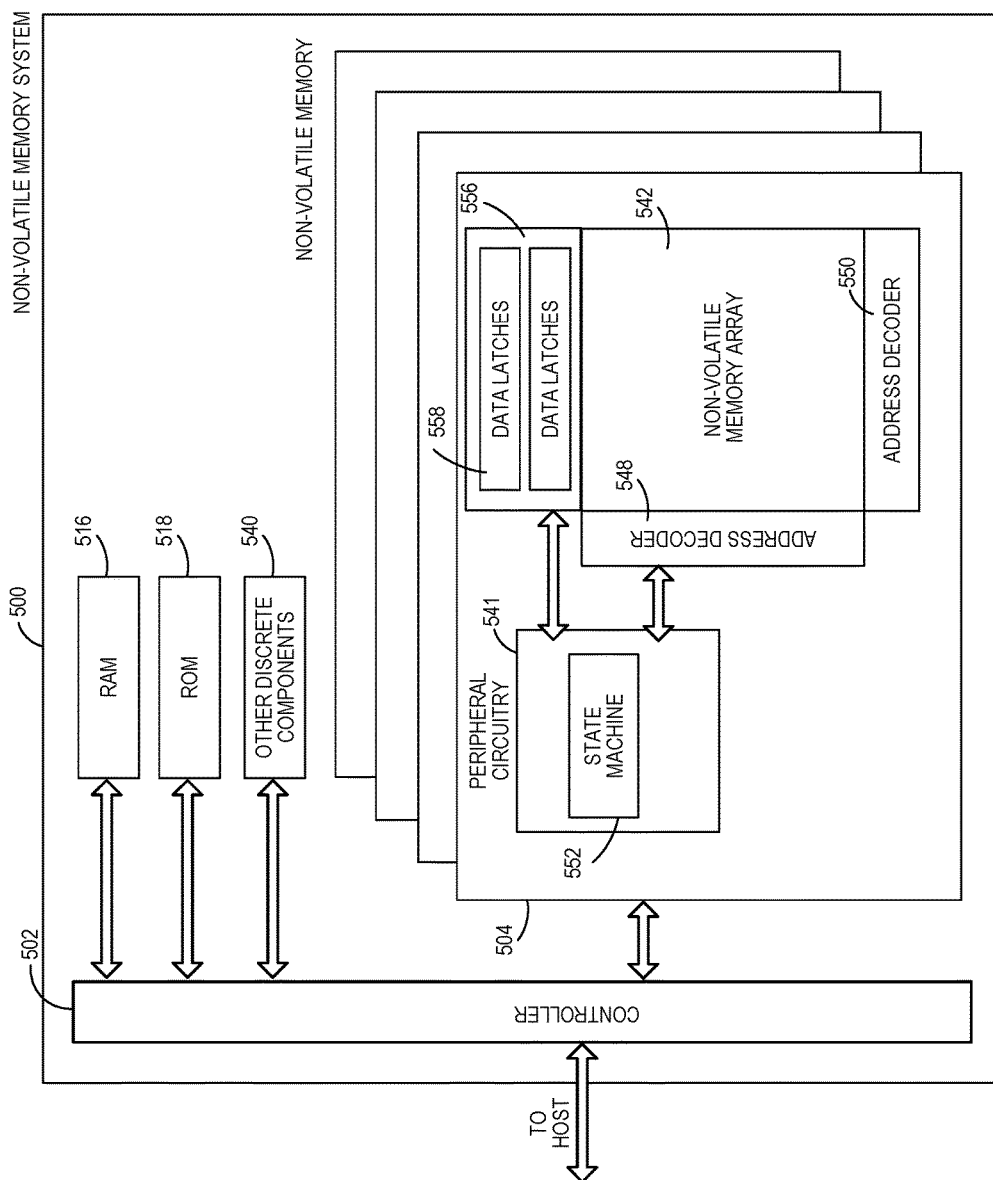 NON-VOLATILE MEMORY SYSTEM
500
502
516
RAM
518
ROM
540
OTHER DISCRETE
COMPONENTS
TO
HOST
CONTROLLER
NON-VOLATILE MEMORY
504
PERIPHERAL
CIRCUITRY
541
STATE
MACHINE
552
556
558
DATA LATCHES
DATA LATCHES
548
ADDRESS DECODER
542
NON-VOLATILE
MEMORY ARRAY
550
ADDRESS DECODER